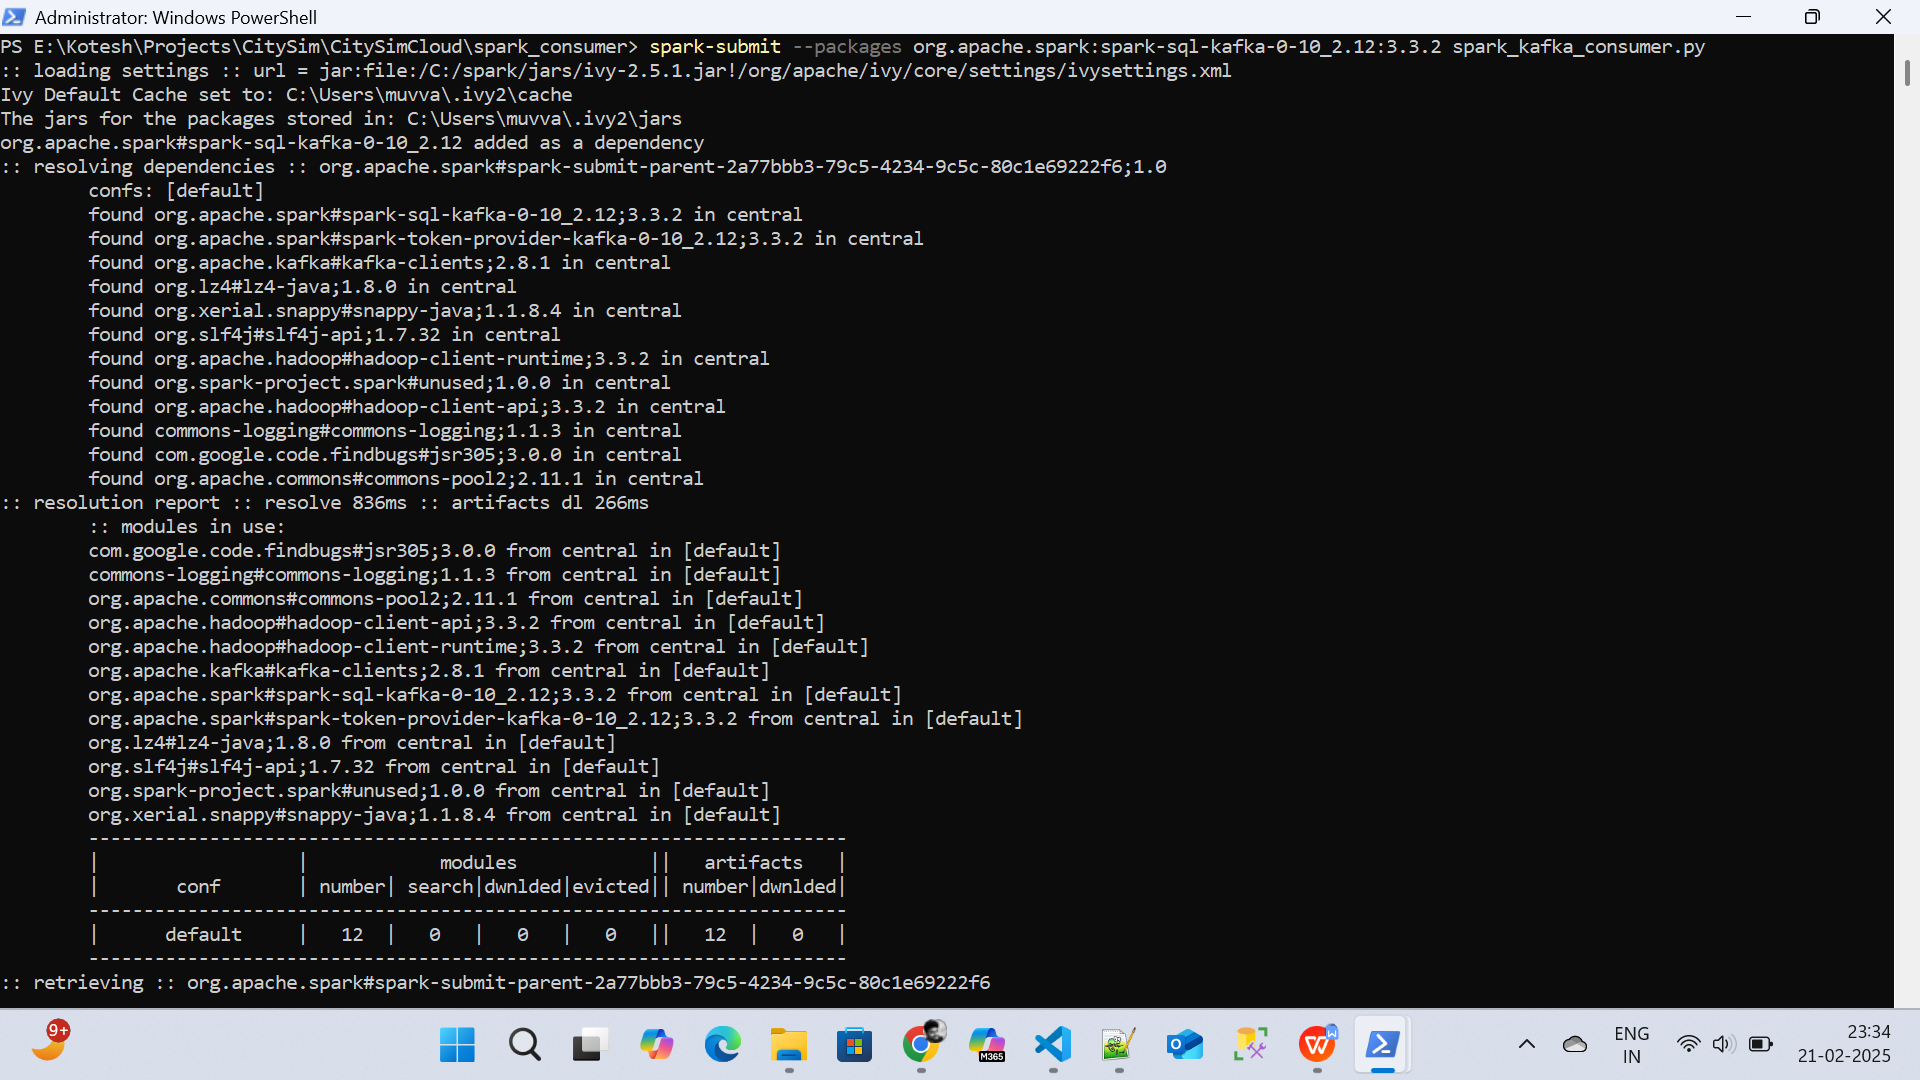 Administrator: Windows PowerShell
PS E:\Kotesh\Projects\CitySim\CitySimCloud\spark_consumer> spark-submit --packages org.apache.spark:spark-sql-kafka-0-10_2.12:3.3.2 spark_kafka_consumer.py
:: loading settings :: url = jar:file:/C:/spark/jars/ivy-2.5.1.jar!/org/apache/ivy/core/settings/ivysettings.xml
Ivy Default Cache set to: C:\Users\muvva\.ivy2\cache
The jars for the packages stored in: C:\Users\muvva\.ivy2\jars
org.apache.spark#spark-sql-kafka-0-10_2.12 added as a dependency
:: resolving dependencies :: org.apache.spark#spark-submit-parent-2a77bbb3-79c5-4234-9c5c-80c1e69222f6;1.0
confs: [default]
found org.apache.spark#spark-sql-kafka-0-10_2.12;3.3.2 in central
found org.apache.spark#spark-token-provider-kafka-0-10_2.12;3.3.2 in central
found org.apache.kafka#kafka-clients;2.8.1 in central
found org.lz4#lz4-java;1.8.0 in central
found org.xerial.snappy#snappy-java;1.1.8.4 in central
found org.slf4j#slf4j-api;1.7.32 in central
found org.apache.hadoop#hadoop-client-runtime;3.3.2 in central
found org.spark-project.spark#unused;1.0.0 in central
found org.apache.hadoop#hadoop-client-api;3.3.2 in central
found commons-logging#commons-logging;1.1.3 in central
found com.google.code.findbugs#jsr305;3.0.0 in central
found org.apache.commons#commons-pool2;2.11.1 in central
:: resolution report :: resolve 836ms :: artifacts dl 266ms
:: modules in use:
com.google.code.findbugs#jsr305;3.0.0 from central in [default]
commons-logging#commons-logging;1.1.3 from central in [default]
org.apache.commons#commons-pool2;2.11.1 from central in [default]
org.apache.hadoop#hadoop-client-api;3.3.2 from central in [default]
org.apache.hadoop#hadoop-client-runtime;3.3.2 from central in [default]
org.apache.kafka#kafka-clients;2.8.1 from central in [default]
org.apache.spark#spark-sql-kafka-0-10_2.12;3.3.2 from central in [default]
org.apache.spark#spark-token-provider-kafka-0-10_2.12;3.3.2 from central in [default]
org.lz4#lz4-java;1.8.0 from central in [default]
org.slf4j#slf4j-api;1.7.32 from central in [default]
org.spark-project.spark#unused;1.0.0 from central in [default]
org.xerial.snappy#snappy-java;1.1.8.4 from central in [default]
---------------------------------------------------------------------
| | modules || artifacts |
| conf | number| search|dwnlded|evicted|| number|dwnlded|
---------------------------------------------------------------------
| default | 12 | 0 | 0 | 0 || 12 | 0 |
---------------------------------------------------------------------
:: retrieving :: org.apache.spark#spark-submit-parent-2a77bbb3-79c5-4234-9c5c-80c1e69222f6
9+
M365
W
W
ENG
IN
23:34
21-02-2025